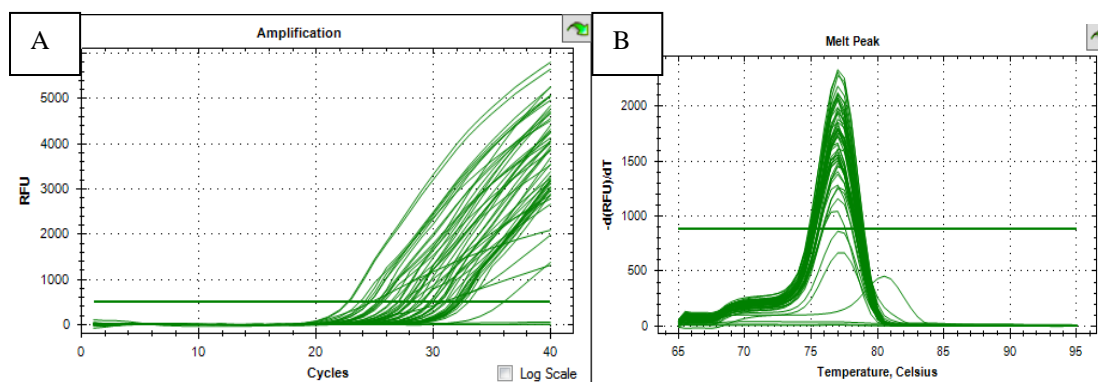 A
Amplification
5000
4000
3000
2000
1000
0
RFU
0 10 20 30 40
Cycles
Log Scale
B
Melt Peak
2000
1500
1000
500
0
-d(RFU)/dT
65 70 75 80 85 90 95
Temperature, Celsius